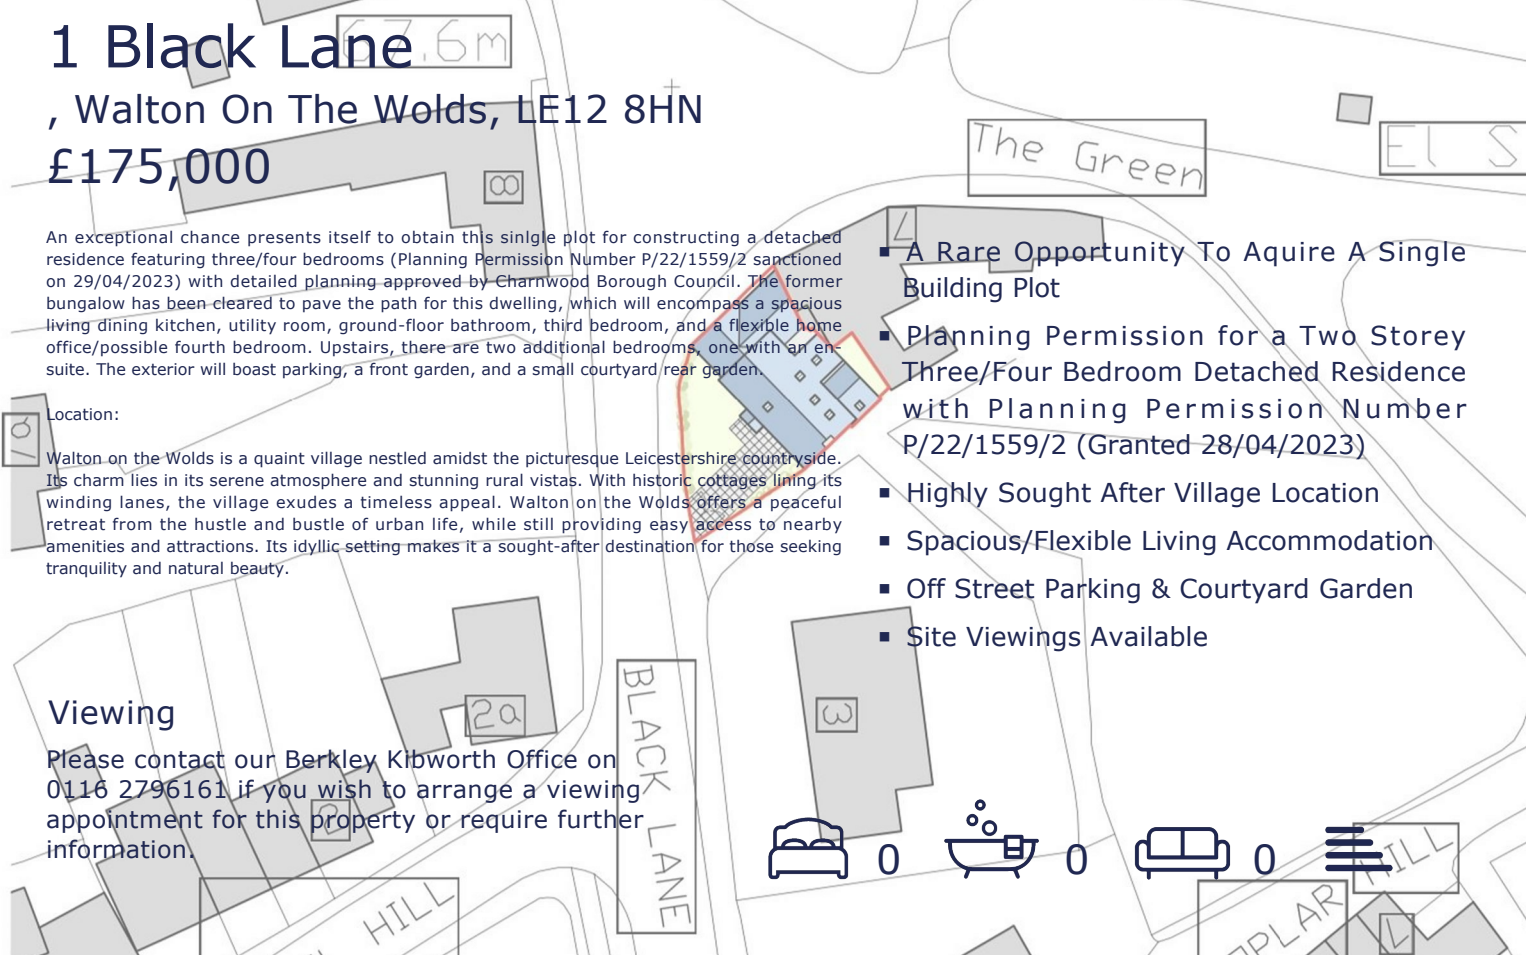 1 Black Lane
, Walton On The Wolds, LE12 8HN
£175,000
67.6m
8
The Green
El S
7
An exceptional chance presents itself to obtain this sinlgle plot for constructing a detached
residence featuring three/four bedrooms (Planning Permission Number P/22/1559/2 sanctioned
on 29/04/2023) with detailed planning approved by Charnwood Borough Council. The former
bungalow has been cleared to pave the path for this dwelling, which will encompass a spacious
living dining kitchen, utility room, ground-floor bathroom, third bedroom, and a flexible home
office/possible fourth bedroom. Upstairs, there are two additional bedrooms, one with an en-
suite. The exterior will boast parking, a front garden, and a small courtyard rear garden.
Location:
Walton on the Wolds is a quaint village nestled amidst the picturesque Leicestershire countryside.
Its charm lies in its serene atmosphere and stunning rural vistas. With historic cottages lining its
winding lanes, the village exudes a timeless appeal. Walton on the Wolds offers a peaceful
retreat from the hustle and bustle of urban life, while still providing easy access to nearby
amenities and attractions. Its idyllic setting makes it a sought-after destination for those seeking
tranquility and natural beauty.
▪ A Rare Opportunity To Aquire A Single
Building Plot
▪ Planning Permission for a Two Storey
Three/Four Bedroom Detached Residence
with Planning Permission Number
P/22/1559/2 (Granted 28/04/2023)
▪ Highly Sought After Village Location
▪ Spacious/Flexible Living Accommodation
▪ Off Street Parking & Courtyard Garden
▪ Site Viewings Available
Viewing
Please contact our Berkley Kibworth Office on
0116 2796161 if you wish to arrange a viewing
appointment for this property or require further
information.
2a
2
BLACK LANE
3
0
0
0
HILL
HILL